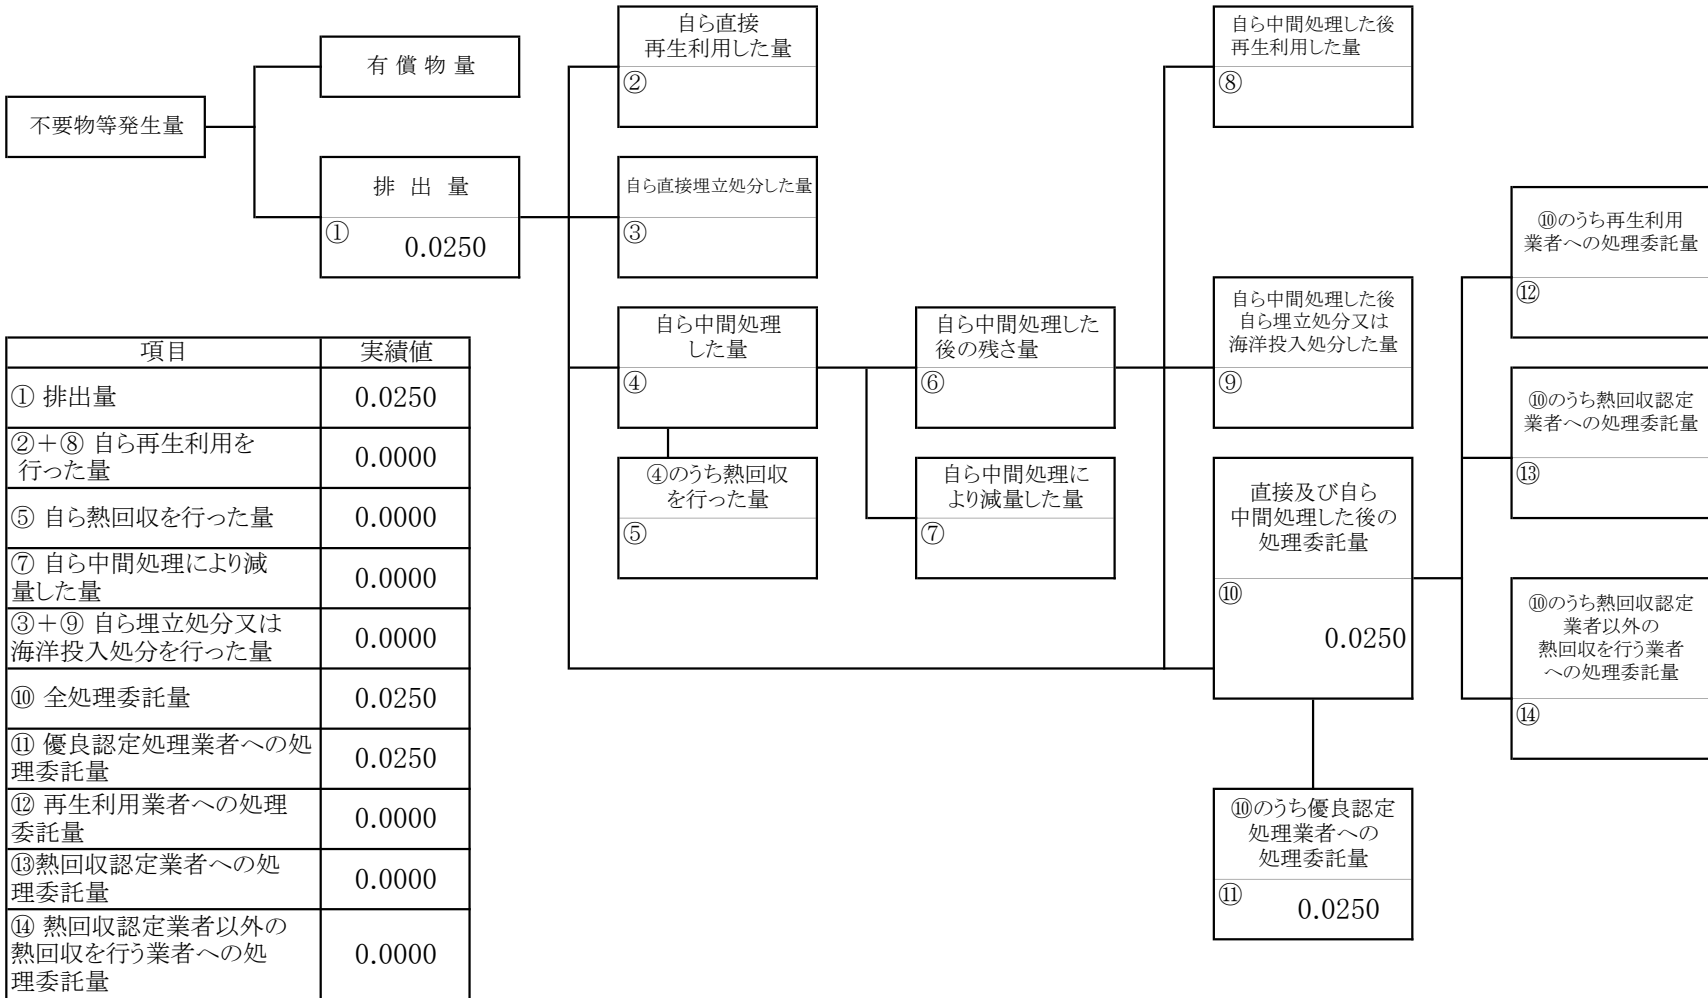 不要物等発生量
有 償 物 量
排 出 量
①
0.0250
自ら直接
再生利用した量
②
自ら直接埋立処分した量
③
自ら中間処理
した量
④
④のうち熱回収
を行った量
⑤
自ら中間処理した
後の残さ量
⑥
自ら中間処理に
より減量した量
⑦
自ら中間処理した後
再生利用した量
⑧
自ら中間処理した後
自ら埋立処分又は
海洋投入処分した量
⑨
直接及び自ら
中間処理した後の
処理委託量
⑩
0.0250
⑩のうち優良認定
処理業者への
処理委託量
⑪
0.0250
⑩のうち再生利用
業者への処理委託量
⑫
⑩のうち熱回収認定
業者への処理委託量
⑬
⑩のうち熱回収認定
業者以外の
熱回収を行う業者
への処理委託量
⑭
項目 実績値
① 排出量 0.0250
②+⑧ 自ら再生利用を
行った量 0.0000
⑤ 自ら熱回収を行った量 0.0000
⑦ 自ら中間処理により減
量した量 0.0000
③+⑨ 自ら埋立処分又は
海洋投入処分を行った量 0.0000
⑩ 全処理委託量 0.0250
⑪ 優良認定処理業者への処
理委託量 0.0250
⑫ 再生利用業者への処理
委託量 0.0000
⑬熱回収認定業者への処
理委託量 0.0000
⑭ 熱回収認定業者以外の
熱回収を行う業者への処
理委託量 0.0000